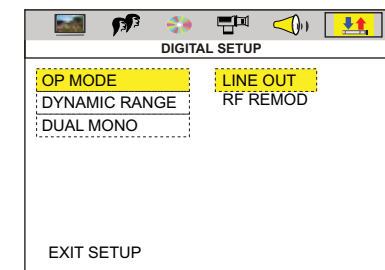 DIGITAL SETUP
OP MODE
LINE OUT
DYNAMIC RANGE
RF REMOD
DUAL MONO
EXIT SETUP